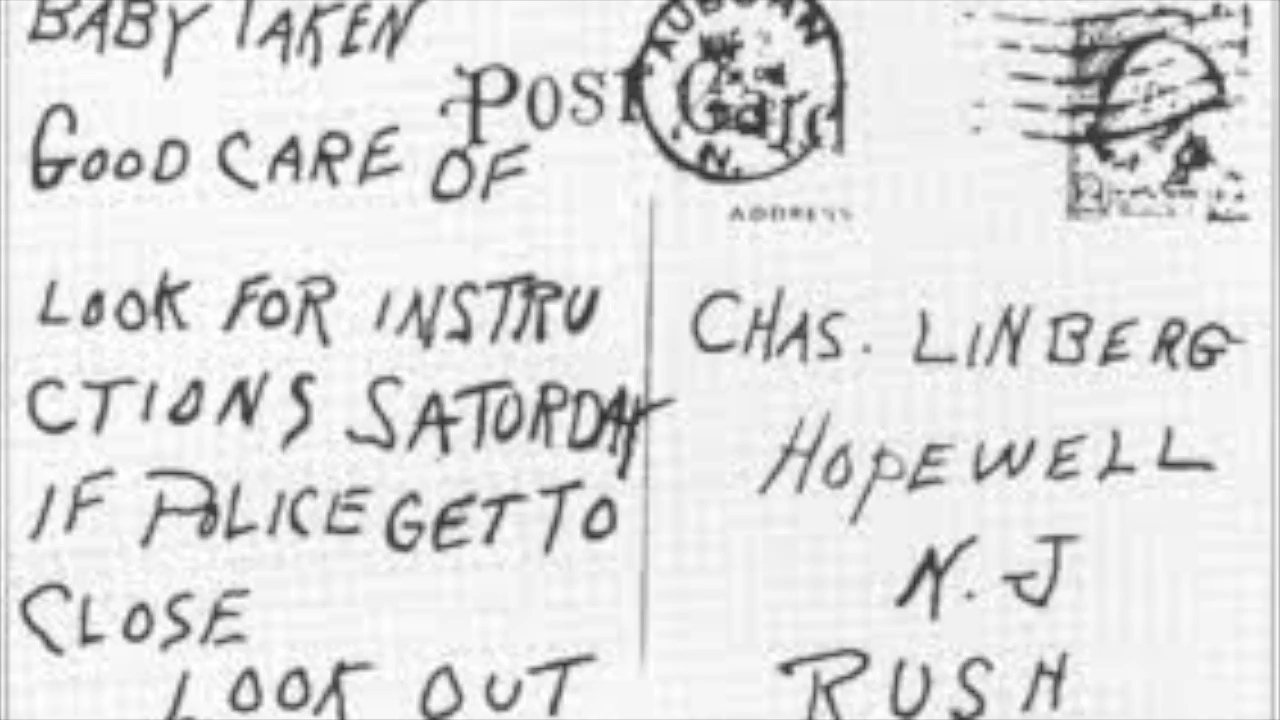 BABY TAKEN
GOOD CARE OF
LOOK FOR INSTRU
CTIONS SATORDAY
IF POLICE GET TO
CLOSE
LOOK OUT
POST Card
AUBURN
N.
ADDRESS
CHAS. LINBERG
HOPEWELL
N.J
RUSH